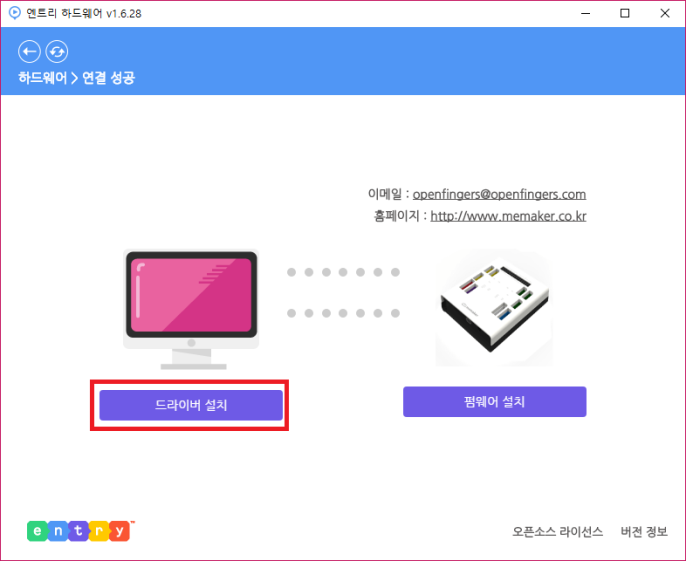 엔트리 하드웨어 v1.6.28
하드웨어 > 연결 성공
이메일 : openfingers@openfingers.com
홈페이지 : http://www.memaker.co.kr
드라이버 설치
펌웨어 설치
entry
오픈소스 라이선스 버전 정보